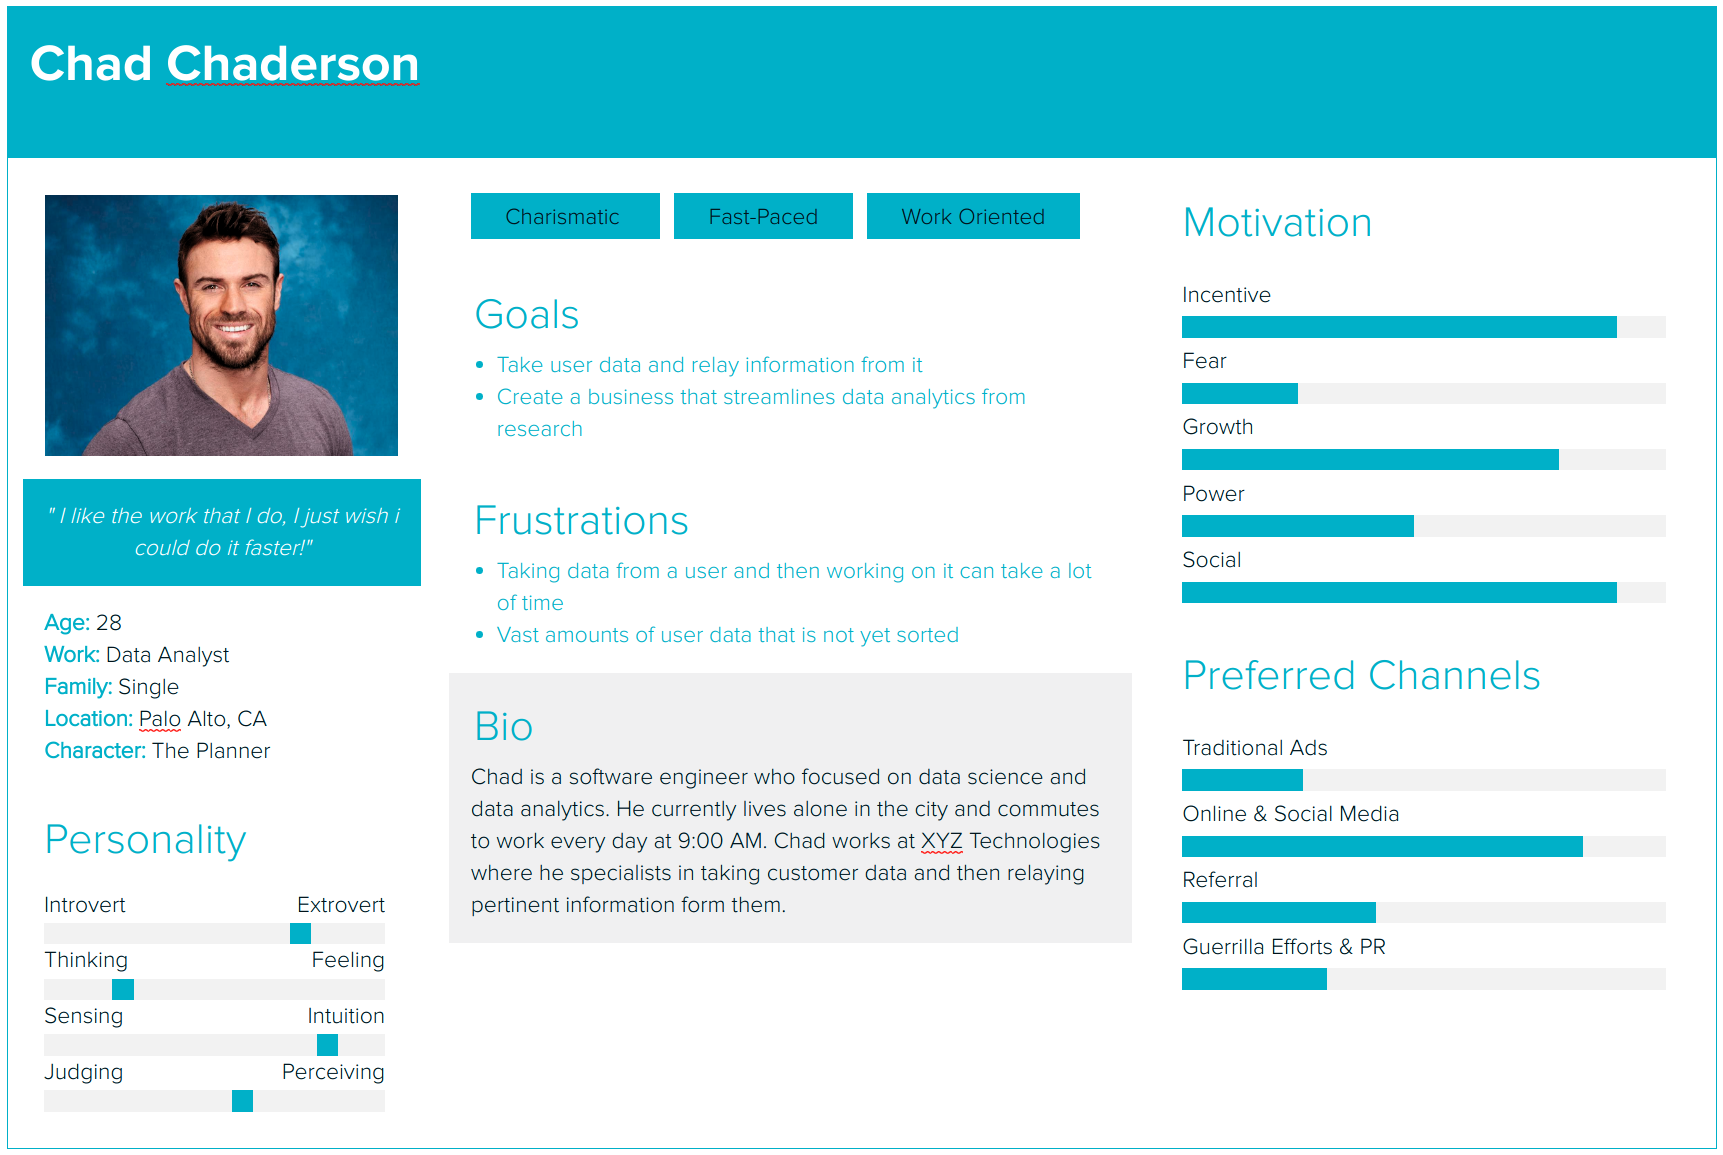 Chad Chaderson
" I like the work that I do, I just wish i
could do it faster!"
Age: 28
Work: Data Analyst
Family: Single
Location: Palo Alto, CA
Character: The Planner
Personality
Introvert Extrovert
Thinking Feeling
Sensing Intuition
Judging Perceiving
Charismatic Fast-Paced Work Oriented
Goals
• Take user data and relay information from it
• Create a business that streamlines data analytics from
research
Frustrations
• Taking data from a user and then working on it can take a lot
of time
• Vast amounts of user data that is not yet sorted
Bio
Chad is a software engineer who focused on data science and
data analytics. He currently lives alone in the city and commutes
to work every day at 9:00 AM. Chad works at XYZ Technologies
where he specialists in taking customer data and then relaying
pertinent information form them.
Motivation
Incentive
Fear
Growth
Power
Social
Preferred Channels
Traditional Ads
Online & Social Media
Referral
Guerrilla Efforts & PR